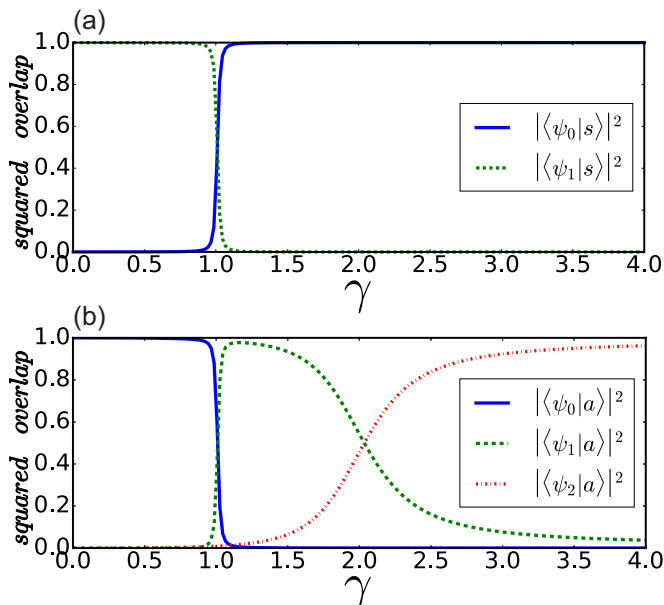 (a)
squared overlap
1.0
0.8
0.6
0.4
0.2
0.0
0.0 0.5 1.0 1.5 2.0 2.5 3.0 3.5 4.0
γ
|⟨ψ₀|s⟩|²
|⟨ψ₁|s⟩|²
(b)
squared overlap
1.0
0.8
0.6
0.4
0.2
0.0
0.0 0.5 1.0 1.5 2.0 2.5 3.0 3.5 4.0
γ
|⟨ψ₀|a⟩|²
|⟨ψ₁|a⟩|²
|⟨ψ₂|a⟩|²